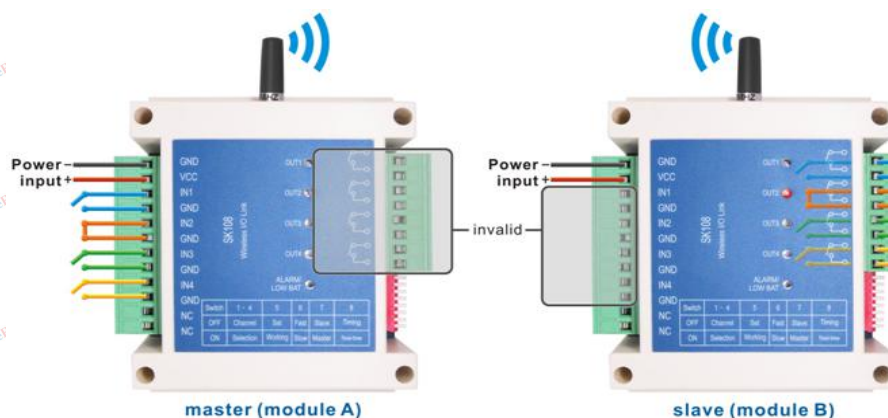 Power –
input +
GND
VCC
IN1
GND
IN2
GND
IN3
GND
IN4
GND
NC
NC
SK108
Wireless I/O Link
OUT1
OUT2
OUT3
OUT4
ALARM/
LOW BAT
Switch 1 - 4 5 6 7 8
OFF Channel Set Fast Slave Timing
ON Selection Working Slow Master
invalid
Power –
input +
GND
VCC
IN1
GND
IN2
GND
IN3
GND
IN4
GND
NC
NC
SK108
Wireless I/O Link
OUT1
OUT2
OUT3
OUT4
ALARM/
LOW BAT
Switch 1 - 4 5 6 7 8
OFF Channel Set Fast Slave Timing
ON Selection Working Slow Master
master (module A)
slave (module B)